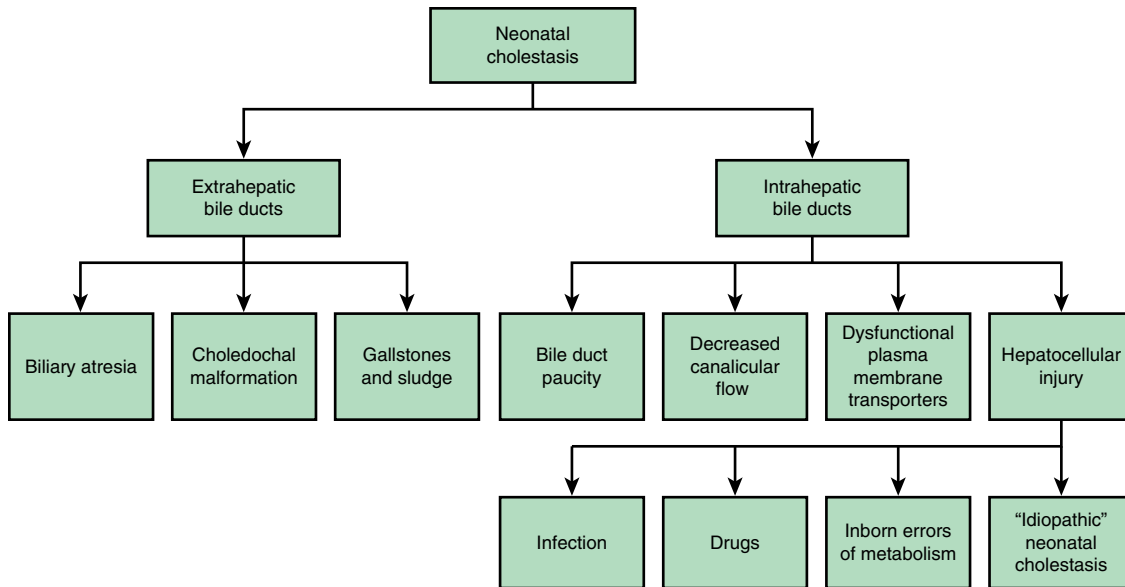 Neonatal
cholestasis
Extrahepatic
bile ducts
Intrahepatic
bile ducts
Biliary atresia
Choledochal
malformation
Gallstones
and sludge
Bile duct
paucity
Decreased
canalicular
flow
Dysfunctional
plasma
membrane
transporters
Hepatocellular
injury
Infection
Drugs
Inborn errors
of metabolism
“Idiopathic”
neonatal
cholestasis